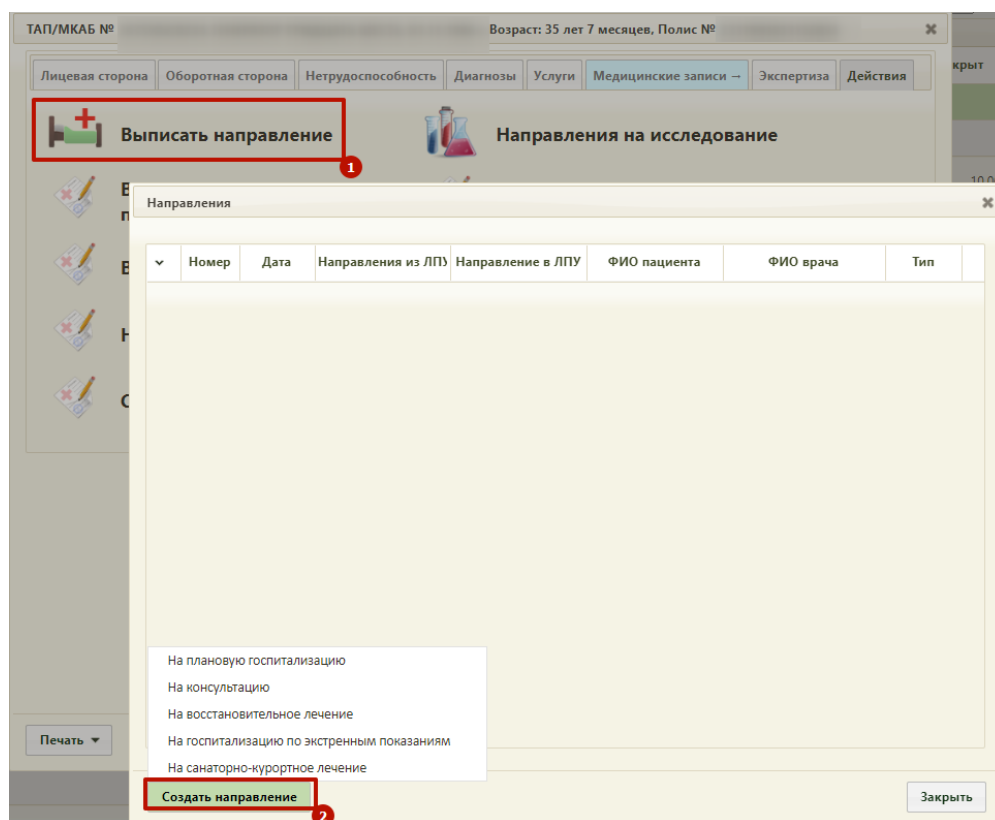 ТАП/МКАБ № Возраст: 35 лет 7 месяцев, Полис №
Лицевая сторона Оборотная сторона Нетрудоспособность Диагнозы Услуги Медицинские записи → Экспертиза Действия
крыт
Выписать направление
Направления на исследование
1
Направления
Номер Дата Направления из ЛПУ Направление в ЛПУ ФИО пациента ФИО врача Тип
На плановую госпитализацию
На консультацию
На восстановительное лечение
На госпитализацию по экстренным показаниям
На санаторно-курортное лечение
Печать
Создать направление
2
Закрыть